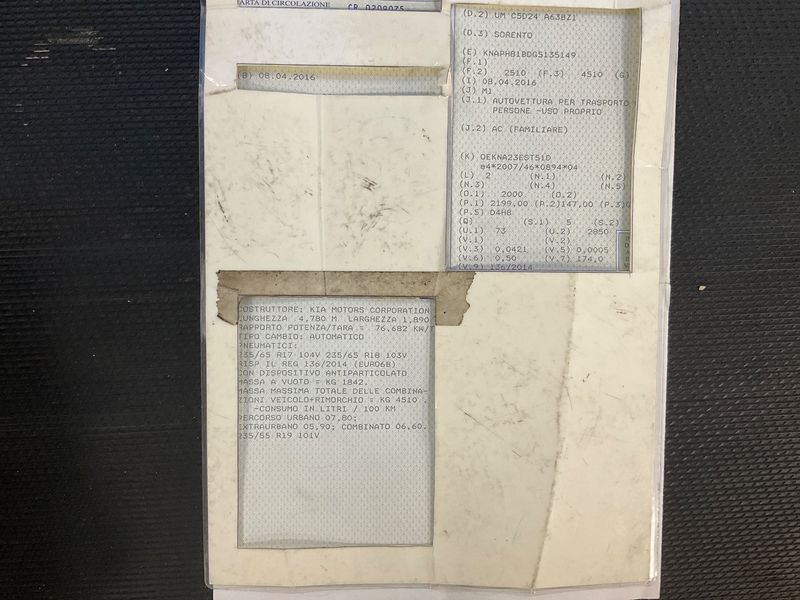 CARTA DI CIRCOLAZIONE
(B) 08.04.2016
(D.2) UM C5D24 A63BZ1
(D.3) SORENTO
(E) KNAPH81BDG5135149
(F.1)
(F.2) 2510 (F.3) 4510 (G)
(I) 08.04.2016
(J) M1
(J.1) AUTOVETTURA PER TRASPORTO
PERSONE -USO PROPRIO
(J.2) AC (FAMILIARE)
(K) OEKNA23EST51D
e4*2007/46*0894*04
(L) 2 (N.1) (N.2)
(N.3) (N.4) (N.5)
(O.1) 2000 (O.2)
(P.1) 2199,00 (P.2)147,00 (P.3)G
(P.5) D4HB
(Q) (S.1) 5 (S.2)
(U.1) 73 (U.2) 2850
(V.1) (V.2)
(V.3) 0,0421 (V.5) 0,0005
(V.6) 0,50 (V.7) 174,0
(V.9) 136/2014
COSTRUTTORE: KIA MOTORS CORPORATION
LUNGHEZZA 4,780 M LARGHEZZA 1,890
RAPPORTO POTENZA/TARA = 76,682 KW/T
TIPO CAMBIO: AUTOMATICO
PNEUMATICI:
235/65 R17 104V 235/65 R18 103V
RISP IL REG 136/2014 (EURO6B)
CON DISPOSITIVO ANTIPARTICOLATO
MASSA A VUOTO = KG 1842.
MASSA MASSIMA TOTALE DELLE COMBINA-
ZIONI VEICOLO+RIMORCHIO = KG 4510 .
-CONSUMO IN LITRI / 100 KM
PERCORSO URBANO 07,80;
EXTRAURBANO 05,90; COMBINATO 06,60.
235/55 R19 101V